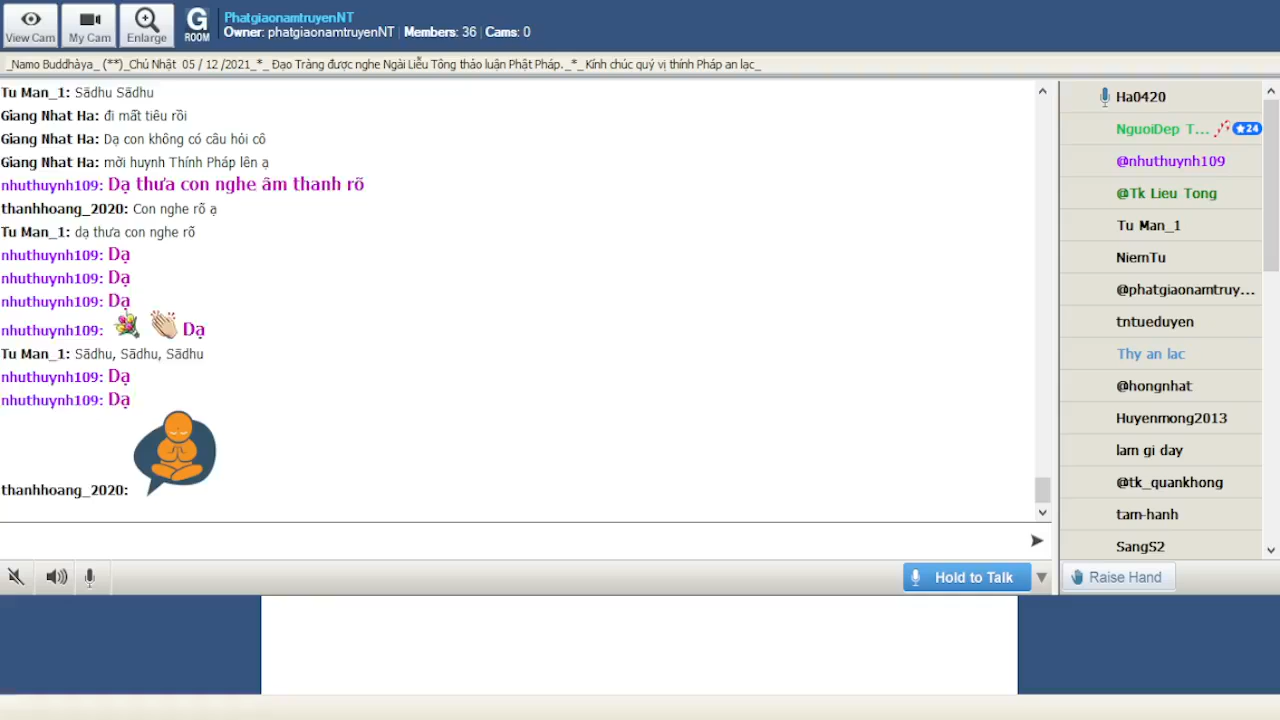 View Cam
My Cam
Enlarge
G
ROOM
PhatgiaonamtruyenNT
Owner: phatgiaonamtruyenNT | Members: 36 | Cams: 0
_Namo Buddhàya_ (**)_Chủ Nhật 05 / 12 /2021_*_ Đạo Tràng được nghe Ngài Liễu Tông thảo luận Phật Pháp._*_Kính chúc quý vị thính Pháp an lạc_
Tu Man_1: Sādhu Sādhu
Giang Nhat Ha: đi mất tiêu rồi
Giang Nhat Ha: Dạ con không có câu hỏi cô
Giang Nhat Ha: mời huynh Thính Pháp lên ạ
nhuthuynh109: Dạ thưa con nghe âm thanh rõ
thanhhoang_2020: Con nghe rõ ạ
Tu Man_1: dạ thưa con nghe rõ
nhuthuynh109: Dạ
nhuthuynh109: Dạ
nhuthuynh109: Dạ
nhuthuynh109: Dạ
Tu Man_1: Sādhu, Sādhu, Sādhu
nhuthuynh109: Dạ
nhuthuynh109: Dạ
thanhhoang_2020:
Hold to Talk
Ha0420
NguoiDep T... 24
@nhuthuynh109
@Tk Lieu Tong
Tu Man_1
NiemTu
@phatgiaonamtruy...
tntueduyen
Thy an lac
@hongnhat
Huyenmong2013
lam gi day
@tk_quankhong
tam-hanh
SangS2
Raise Hand